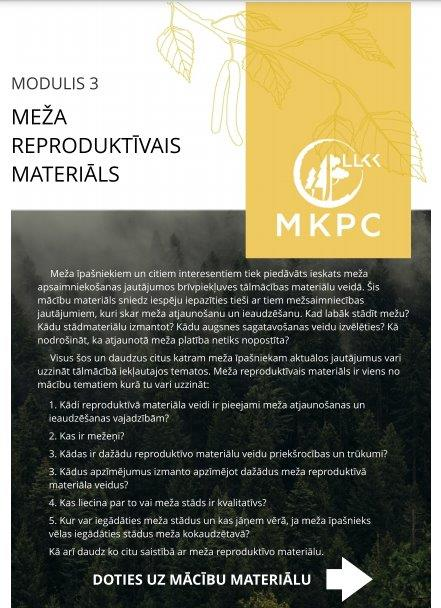 MODULIS 3
MEŽA
REPRODUKTĪVAIS
MATERIĀLS
LLKC
MKPC
Meža īpašniekiem un citiem interesentiem tiek piedāvāts ieskats meža
apsaimniekošanas jautājumos brīvpiekļuves tālmācības materiālu veidā. Šis
mācību materiāls sniedz iespēju iepazīties tieši ar tiem mežsaimniecības
jautājumiem, kuri skar meža atjaunošanu un ieaudzēšanu. Kad labāk stādīt mežu?
Kādu stādmateriālu izmantot? Kādu augsnes sagatavošanas veidu izvēlēties? Kā
nodrošināt, ka atjaunotā meža platība netiks nopostīta?
Visus šos un daudzus citus katram meža īpašniekam aktuālos jautājumus vari
uzzināt tālmācībā iekļautajos tematos. Meža reproduktīvais materiāls ir viens no
mācību tematiem kurā tu vari uzzināt:
1. Kādi reproduktīvā materiāla veidi ir pieejami meža atjaunošanas un
ieaudzēšanas vajadzībām?
2. Kas ir mežeņi?
3. Kādas ir dažādu reproduktīvo materiālu veidu priekšrocības un trūkumi?
3. Kādus apzīmējumus izmanto apzīmējot dažādus meža reproduktīvā
materiāla veidus?
4. Kas liecina par to vai meža stāds ir kvalitatīvs?
5. Kur var iegādāties meža stādus un kas jāņem vērā, ja meža īpašnieks
vēlas iegādāties stādus meža kokaudzētavā?
Kā arī daudz ko citu saistībā ar meža reproduktīvo materiālu.
DOTIES UZ MĀCĪBU MATERIĀLU